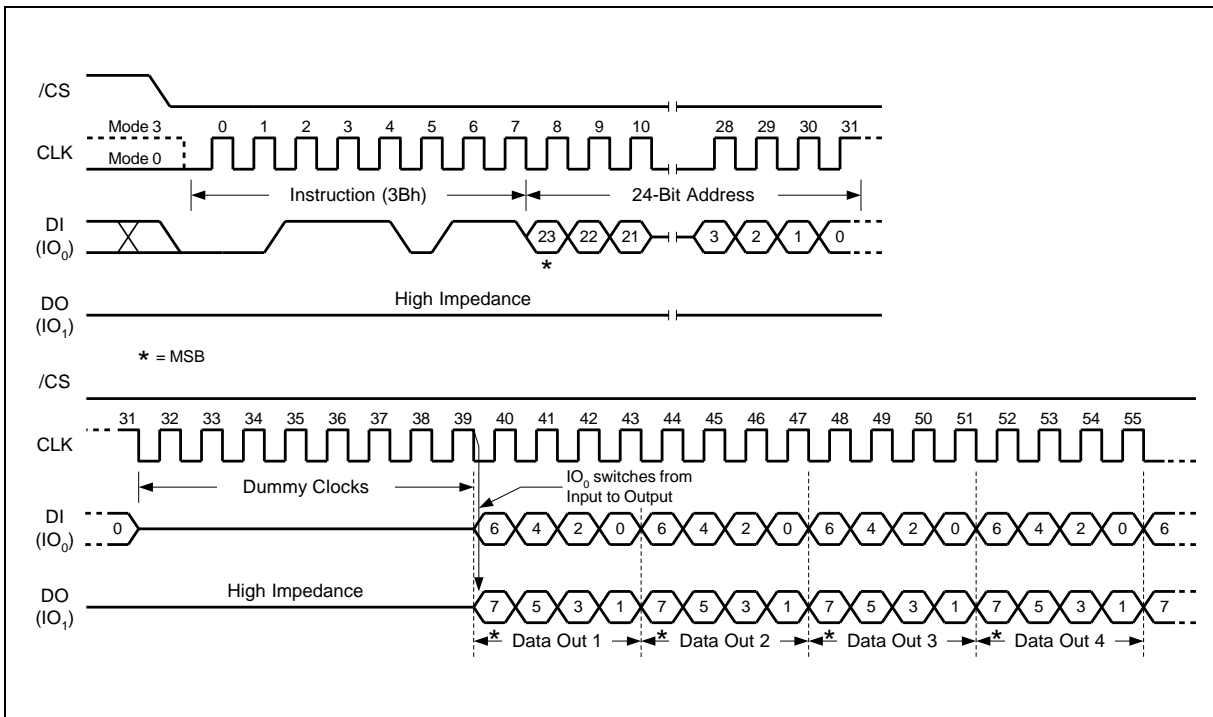 /CS
Mode 3 0 1 2 3 4 5 6 7 8 9 10 28 29 30 31
CLK
Mode 0
Instruction (3Bh) 24-Bit Address
DI
(IO0) 23 22 21 3 2 1 0
*
High Impedance
DO
(IO1)
* = MSB
/CS
31 32 33 34 35 36 37 38 39 40 41 42 43 44 45 46 47 48 49 50 51 52 53 54 55
CLK
Dummy Clocks
IO0 switches from
Input to Output
DI
(IO0) 0 6 4 2 0 6 4 2 0 6 4 2 0 6 4 2 0 6
High Impedance
DO
(IO1) 7 5 3 1 7 5 3 1 7 5 3 1 7 5 3 1 7
* Data Out 1 * Data Out 2 * Data Out 3 * Data Out 4